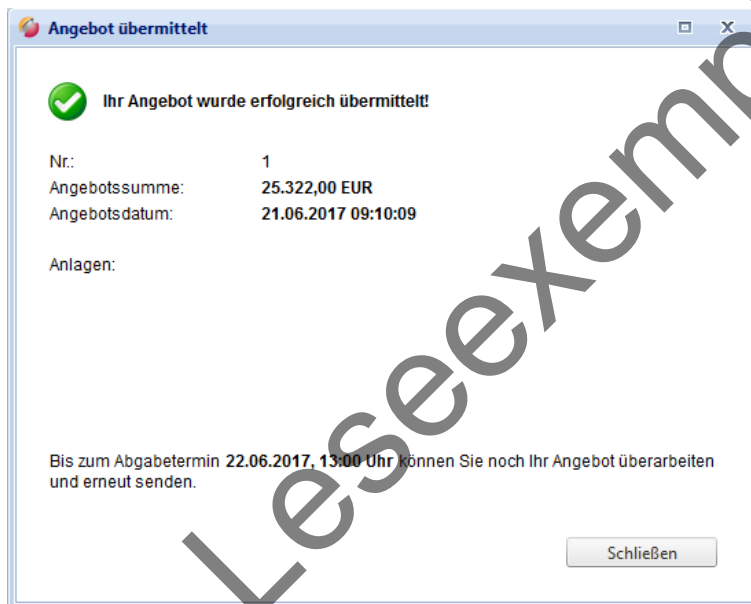 Angebot übermittelt
Ihr Angebot wurde erfolgreich übermittelt!
Nr.: 1
Angebotssumme: 25.322,00 EUR
Angebotsdatum: 21.06.2017 09:10:09
Anlagen:
Bis zum Abgabetermin 22.06.2017, 13:00 Uhr können Sie noch Ihr Angebot überarbeiten
und erneut senden.
Schließen
Leseexemp